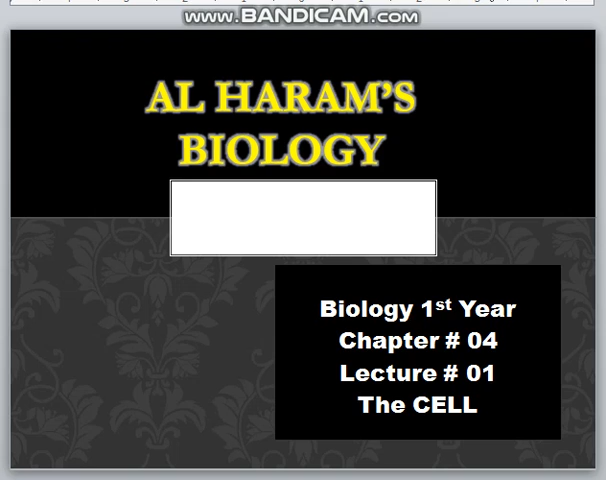 www.BANDICAM.com
AL HARAM’S
BIOLOGY
Biology 1st Year
Chapter # 04
Lecture # 01
The CELL